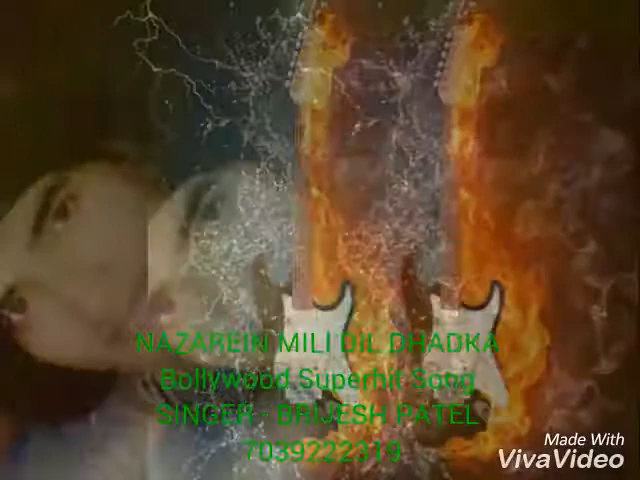 NAZAREIN MILI DIL DHADKA
Bollywood Superhit Song
SINGER - BRIJESH PATEL
7039222319
Made With
VivaVideo